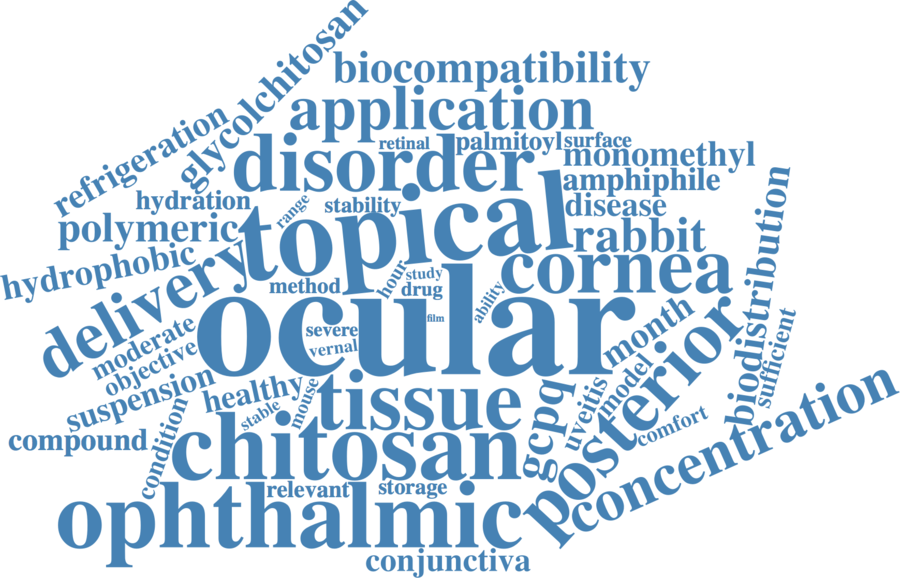 glycolchitosan
biocompatibility
application
refrigeration
retinal
palmitoyl
surface
disorder
monomethyl
amphiphile
hydration
range
stability
disease
polymeric
topical
rabbit
biodistribution
hydrophobic
delivery
cornea
hour
study
method
drug
ability
film
ocular
severe
vernal
moderate
objective
month
sufficient
suspension
healthy
mouse
tissue
uveitis
model
posterior
stable
comfort
compound
condition
chitosan
gcpq
concentration
relevant
storage
ophthalmic
conjunctiva